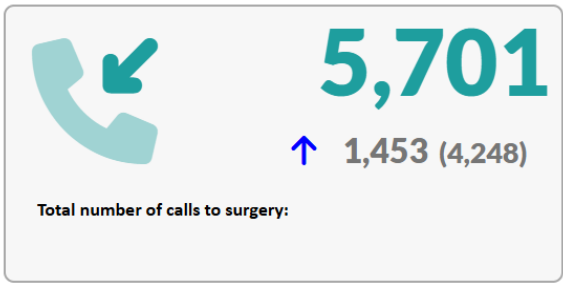 5,701
1,453 (4,248)
Total number of calls to surgery: